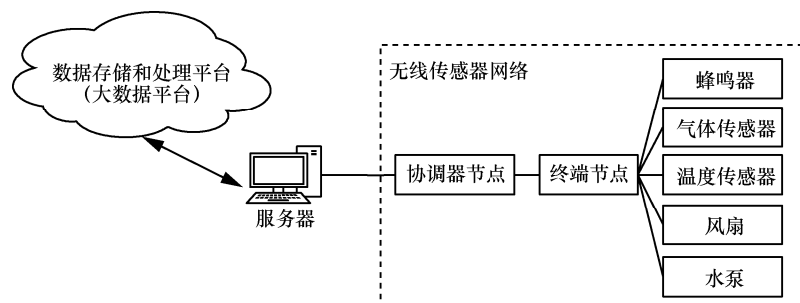 数据存储和处理平台
(大数据平台)
服务器
无线传感器网络
协调器节点
终端节点
蜂鸣器
气体传感器
温度传感器
风扇
水泵